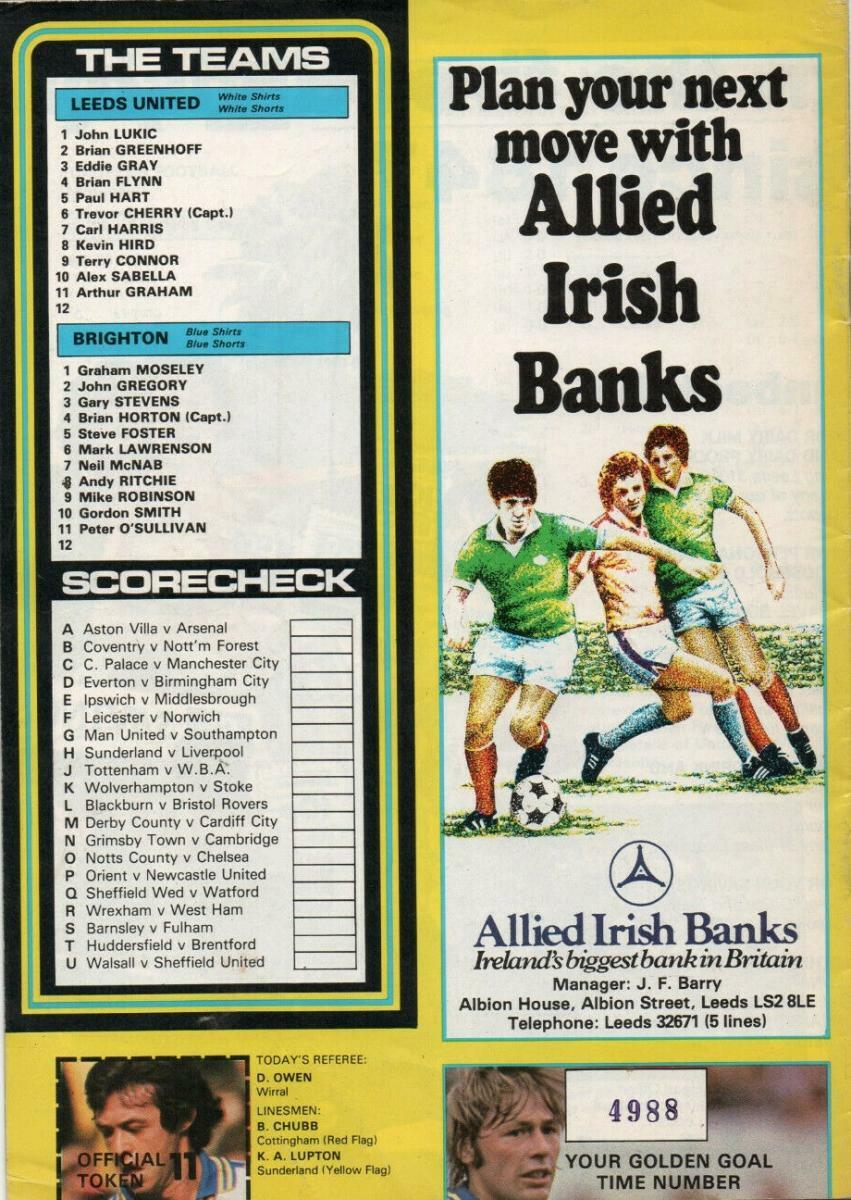 THE TEAMS
LEEDS UNITED White Shirts
White Shorts
1 John LUKIC
2 Brian GREENHOFF
3 Eddie GRAY
4 Brian FLYNN
5 Paul HART
6 Trevor CHERRY (Capt.)
7 Carl HARRIS
8 Kevin HIRD
9 Terry CONNOR
10 Alex SABELLA
11 Arthur GRAHAM
12
BRIGHTON Blue Shirts
Blue Shorts
1 Graham MOSELEY
2 John GREGORY
3 Gary STEVENS
4 Brian HORTON (Capt.)
5 Steve FOSTER
6 Mark LAWRENSON
7 Neil McNAB
8 Andy RITCHIE
9 Mike ROBINSON
10 Gordon SMITH
11 Peter O'SULLIVAN
12
SCORECHECK
A Aston Villa v Arsenal
B Coventry v Nott'm Forest
C C. Palace v Manchester City
D Everton v Birmingham City
E Ipswich v Middlesbrough
F Leicester v Norwich
G Man United v Southampton
H Sunderland v Liverpool
J Tottenham v W.B.A.
K Wolverhampton v Stoke
L Blackburn v Bristol Rovers
M Derby County v Cardiff City
N Grimsby Town v Cambridge
O Notts County v Chelsea
P Orient v Newcastle United
Q Sheffield Wed v Watford
R Wrexham v West Ham
S Barnsley v Fulham
T Huddersfield v Brentford
U Walsall v Sheffield United
OFFICIAL 11
TOKEN
TODAY'S REFEREE:
D. OWEN
Wirral
LINESMEN:
B. CHUBB
Cottingham (Red Flag)
K. A. LUPTON
Sunderland (Yellow Flag)
Plan your next
move with
Allied
Irish
Banks
Allied Irish Banks
Ireland's biggest bank in Britain
Manager: J. F. Barry
Albion House, Albion Street, Leeds LS2 8LE
Telephone: Leeds 32671 (5 lines)
4988
YOUR GOLDEN GOAL
TIME NUMBER